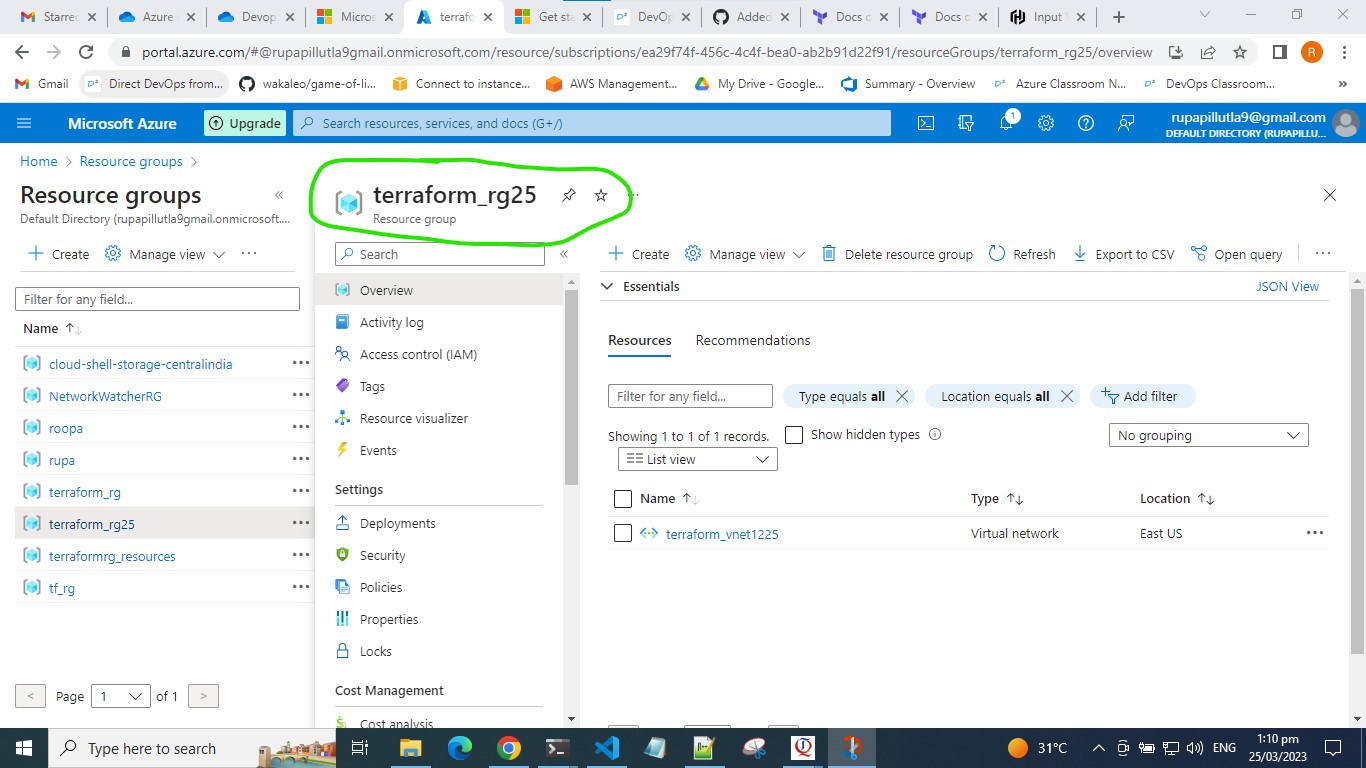 Starred
Azure
Devop
Micros
terrafo
Get sta
DevOp
Added
Docs o
Docs o
Input
portal.azure.com/#@rupapillutla9gmail.onmicrosoft.com/resource/subscriptions/ea29f74f-456c-4c4f-bea0-ab2b91d22f91/resourceGroups/terraform_rg25/overview
R
Gmail
Direct DevOps from...
wakaleo/game-of-li...
Connect to instance...
AWS Management...
My Drive - Google...
Summary - Overview
Azure Classroom N...
DevOps Classroom...
Microsoft Azure
Upgrade
Search resources, services, and docs (G+/)
1
rupapillutla9@gmail.com
DEFAULT DIRECTORY (RUPAPILLU...
Home > Resource groups >
Resource groups
Default Directory (rupapillutla9gmail.onmicrosoft....
Create
Manage view
Filter for any field...
Name
cloud-shell-storage-centralindia
NetworkWatcherRG
roopa
rupa
terraform_rg
terraform_rg25
terraformrg_resources
tf_rg
< Page 1 of 1 >
terraform_rg25
Resource group
Search
Overview
Activity log
Access control (IAM)
Tags
Resource visualizer
Events
Settings
Deployments
Security
Policies
Properties
Locks
Cost Management
Cost analysis
Create
Manage view
Delete resource group
Refresh
Export to CSV
Open query
Essentials
JSON View
Resources
Recommendations
Filter for any field...
Type equals all
Location equals all
Add filter
Showing 1 to 1 of 1 records.
Show hidden types
No grouping
List view
Name
Type
Location
terraform_vnet1225
Virtual network
East US
Type here to search
31°C
ENG
1:10 pm
25/03/2023